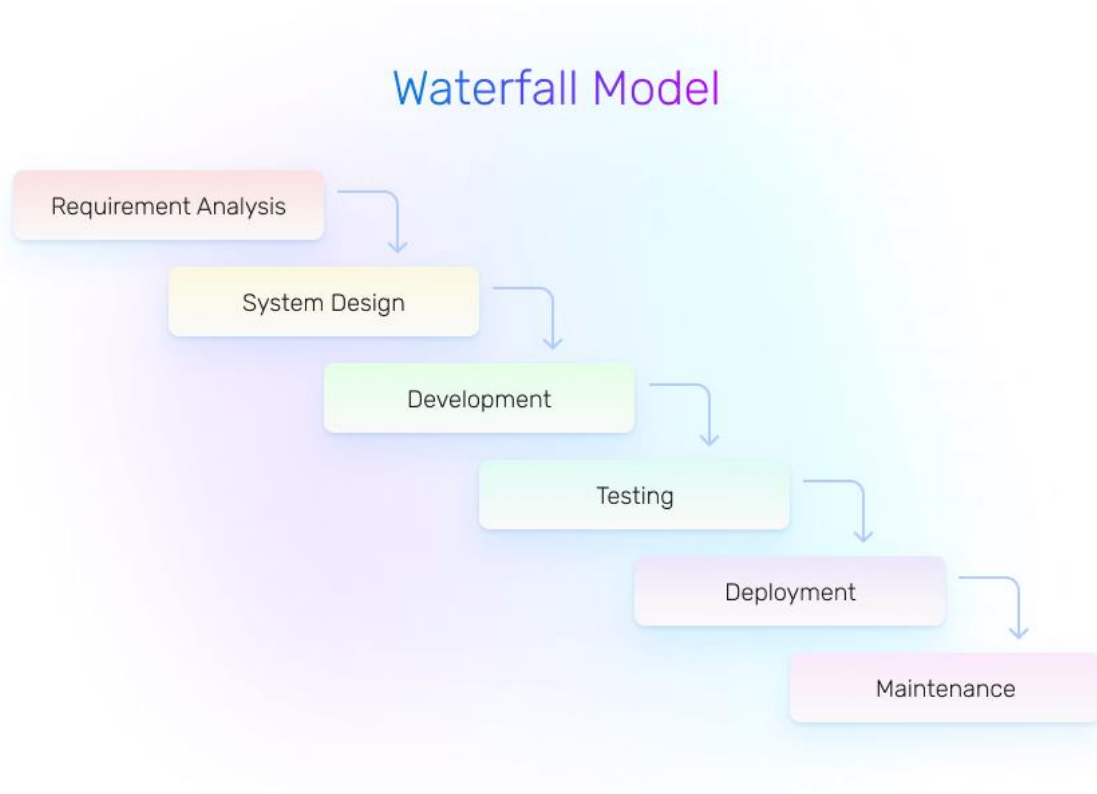 Waterfall Model
Requirement Analysis
System Design
Development
Testing
Deployment
Maintenance